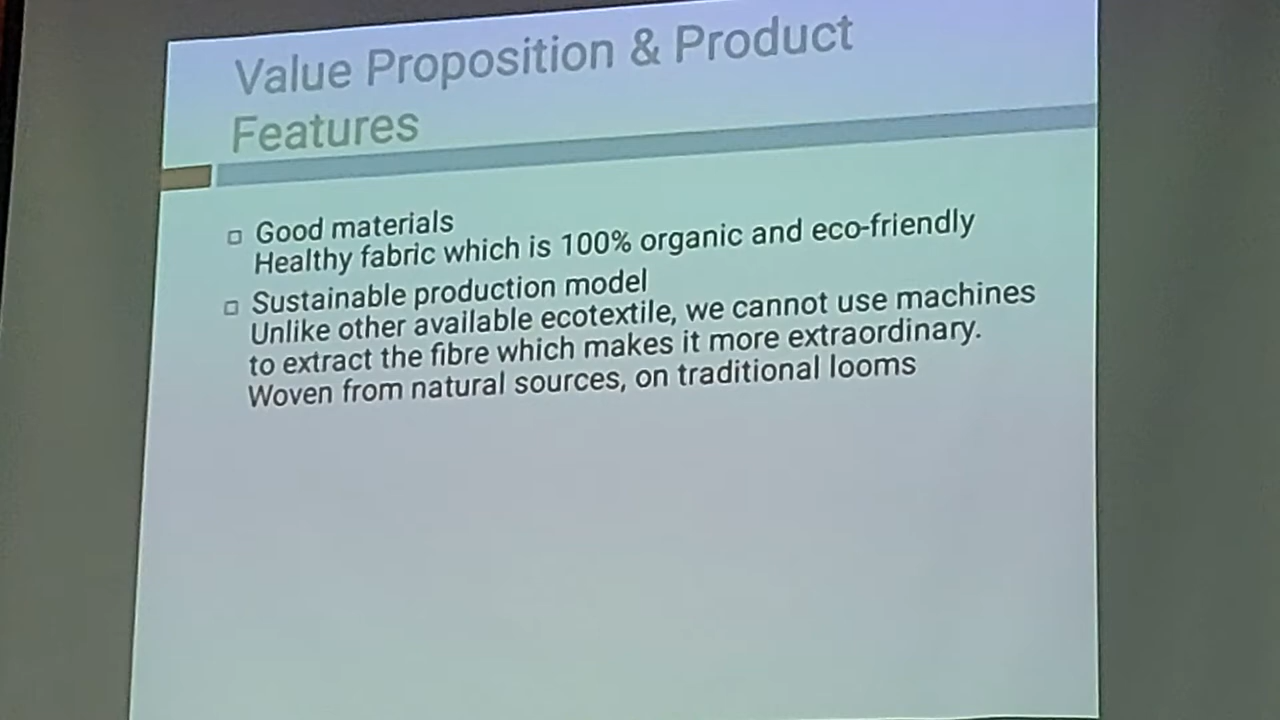 Value Proposition & Product
Features
Good materials
Healthy fabric which is 100% organic and eco-friendly
Sustainable production model
Unlike other available ecotextile, we cannot use machines
to extract the fibre which makes it more extraordinary.
Woven from natural sources, on traditional looms